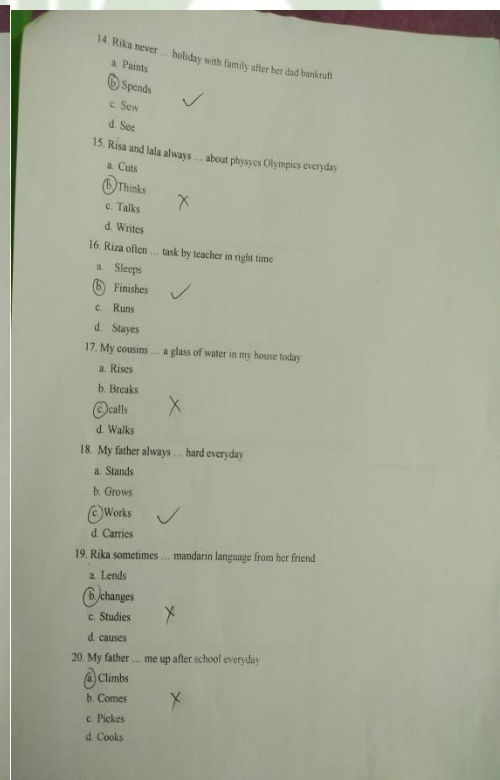 14. Rika never ... holiday with family after her dad bankruft
a. Paints
b. Spends
c. Sew
d. See
15. Risa and lala always ... about physycs Olympics everyday
a. Cuts
b. Thinks
c. Talks
d. Writes
16. Riza often ... task by teacher in right time
a. Sleeps
b. Finishes
c. Runs
d. Stayes
17. My cousins ... a glass of water in my house today
a. Rises
b. Breaks
c. calls
d. Walks
18. My father always ... hard everyday
a. Stands
b. Grows
c. Works
d. Carries
19. Rika sometimes ... mandarin language from her friend
a. Lends
b. changes
c. Studies
d. causes
20. My father ... me up after school everyday
a. Climbs
b. Comes
c. Pickes
d. Cooks